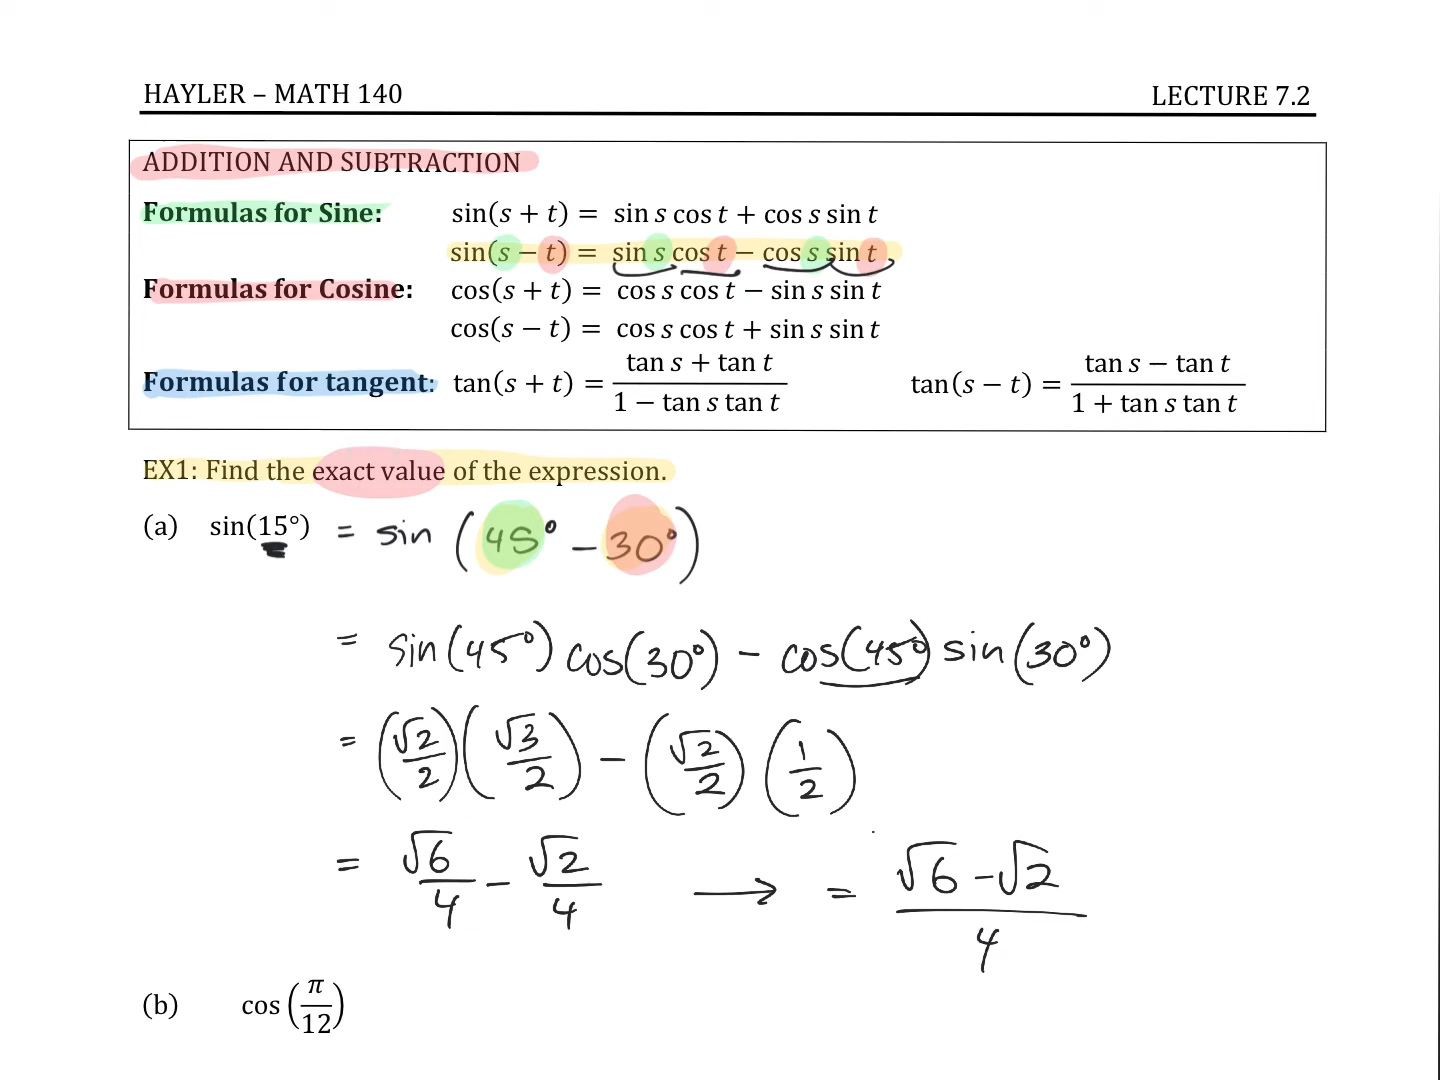 HAYLER – MATH 140 LECTURE 7.2
ADDITION AND SUBTRACTION
Formulas for Sine: sin(s + t) = sin s cos t + cos s sin t
sin(s − t) = sin s cos t − cos s sin t
Formulas for Cosine: cos(s + t) = cos s cos t − sin s sin t
cos(s − t) = cos s cos t + sin s sin t
Formulas for tangent: tan(s + t) = (tan s + tan t)/(1 − tan s tan t) tan(s − t) = (tan s − tan t)/(1 + tan s tan t)
EX1: Find the exact value of the expression.
(a) sin(15°) = sin (45° − 30°)
= sin(45°) cos(30°) − cos(45°) sin(30°)
= (√2/2)(√3/2) − (√2/2)(1/2)
= √6/4 − √2/4 → = (√6 − √2)/4
(b) cos(π/12)